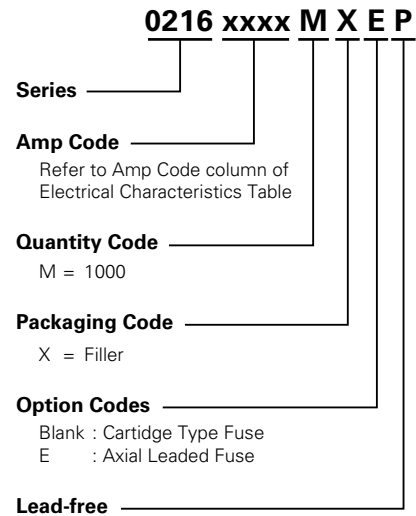 0216 xxxx M X E P
Series
Amp Code
Refer to Amp Code column of
Electrical Characteristics Table
Quantity Code
M = 1000
Packaging Code
X = Filler
Option Codes
Blank : Cartidge Type Fuse
E : Axial Leaded Fuse
Lead-free